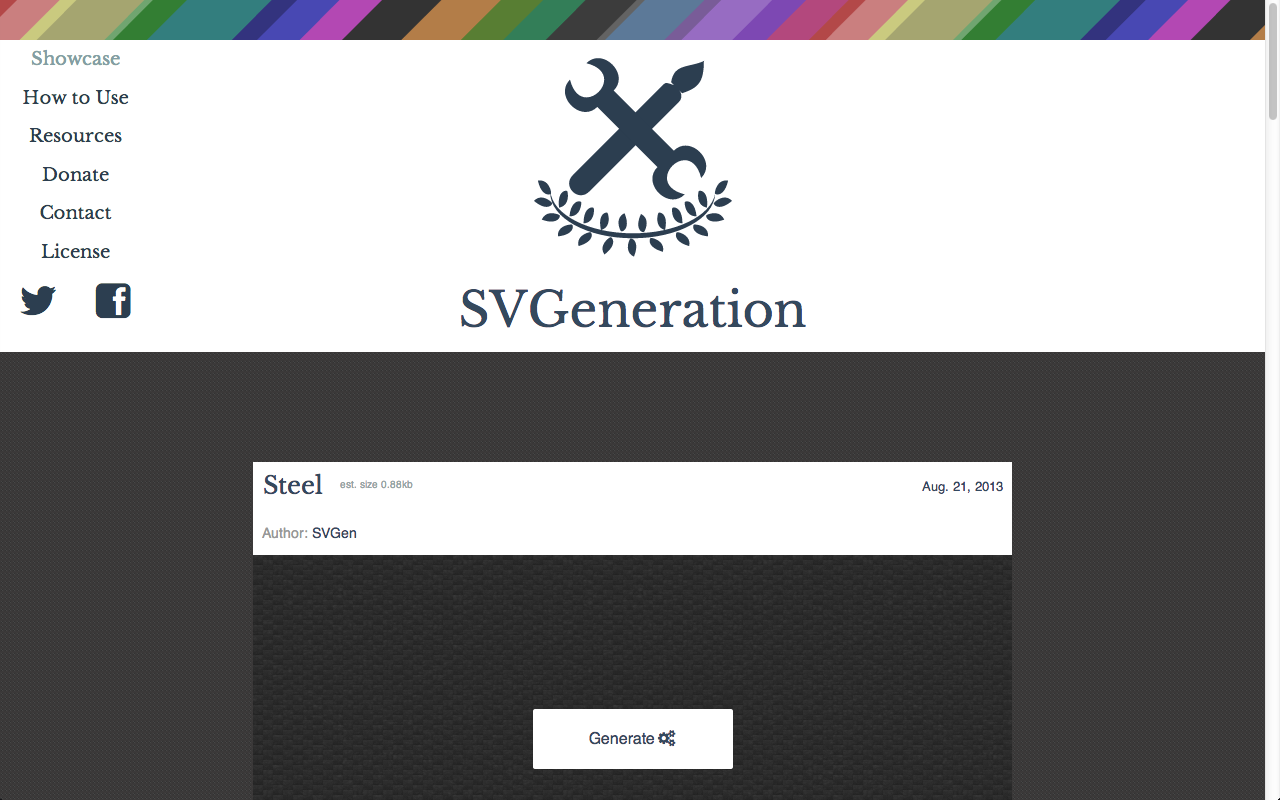 Showcase
How to Use
Resources
Donate
Contact
License
SVGeneration
Steel est. size 0.88kb Aug. 21, 2013
Author: SVGen
Generate